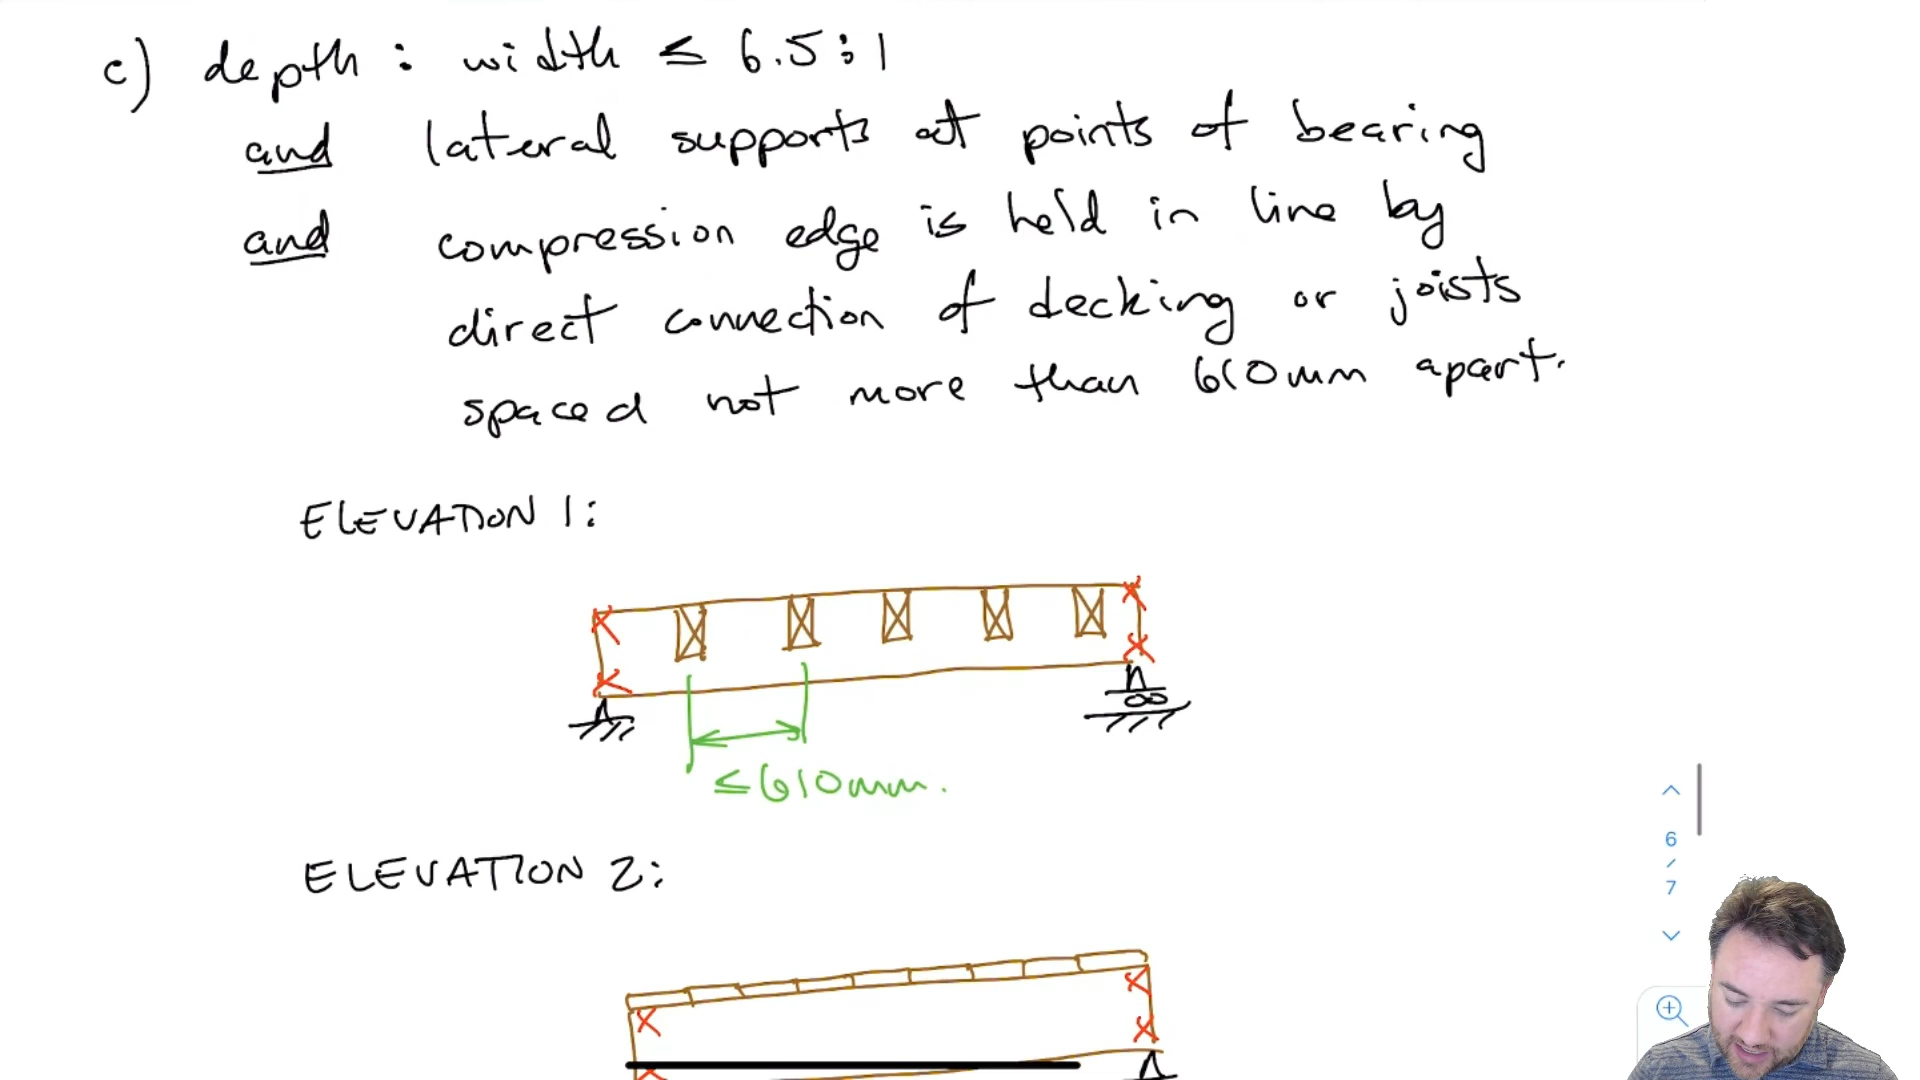 c) depth : width ≤ 6.5 : 1
and lateral supports at points of bearing
and compression edge is held in line by
direct connection of decking or joists
spaced not more than 610mm apart.
ELEVATION 1:
≤ 610mm.
ELEVATION 2:
6
/
7